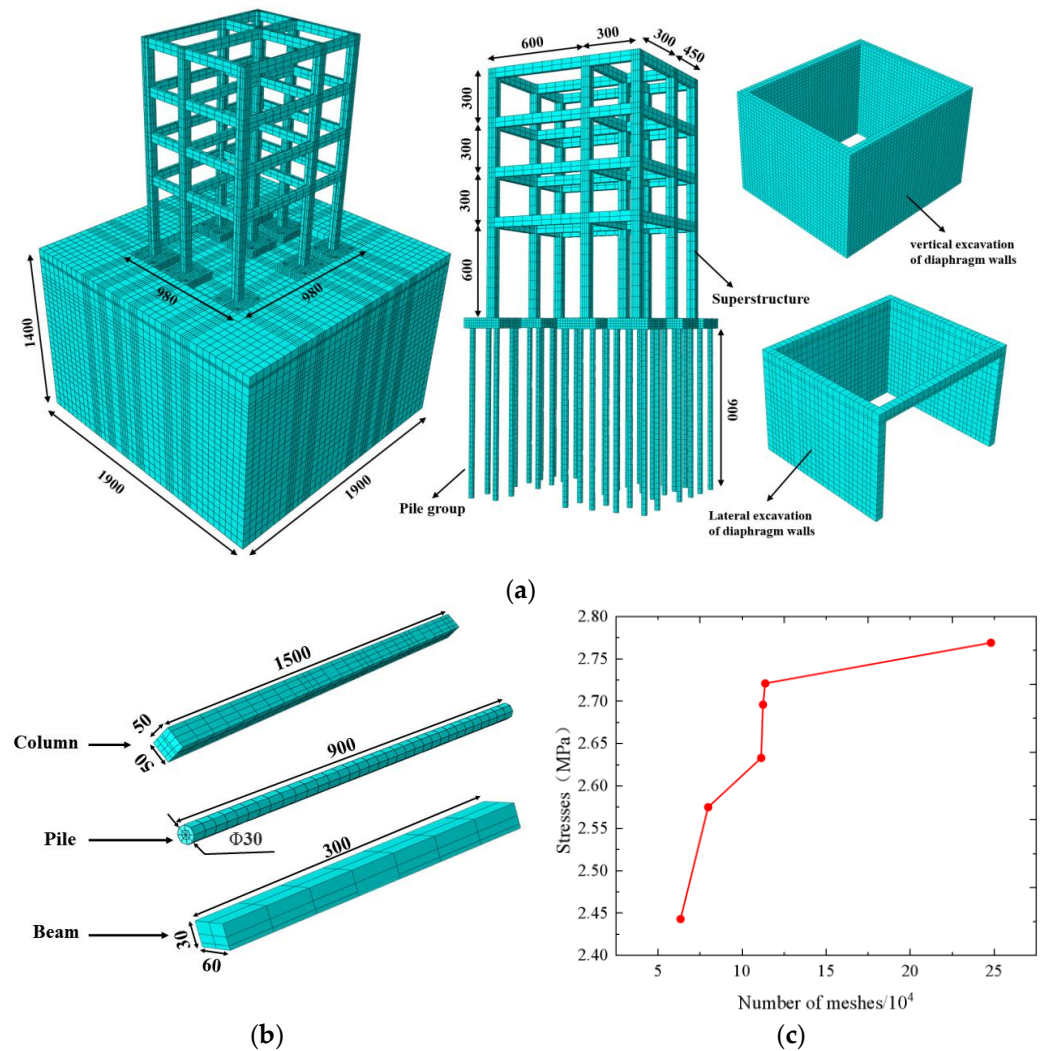 600
300
300
450
300
300
300
600
900
980
980
1400
1900
1900
Superstructure
Pile group
vertical excavation
of diaphragm walls
Lateral excavation
of diaphragm walls
(a)
1500
50
50
Column
900
Pile
Φ30
300
Beam
30
60
(b)
2.80
2.75
2.70
2.65
2.60
2.55
2.50
2.45
2.40
Stresses（MPa）
5
10
15
20
25
Number of meshes/10⁴
(c)